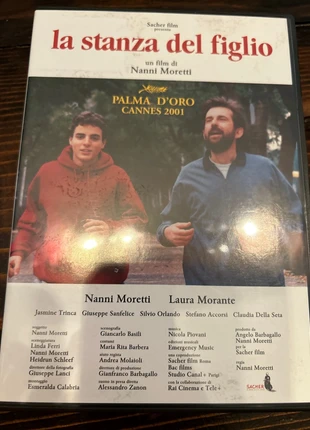 Sacher film
presenta
la stanza del figlio
un film di
Nanni Moretti
PALMA D'ORO
CANNES 2001
Nanni Moretti Laura Morante
Jasmine Trinca Giuseppe Sanfelice Silvio Orlando Stefano Accorsi Claudia Della Seta
soggetto
Nanni Moretti
sceneggiatura
Linda Ferri
Nanni Moretti
Heidrun Schleef
direttore della fotografia
Giuseppe Lanci
montaggio
Esmeralda Calabria
scenografia
Giancarlo Basili
costumi
Maria Rita Barbera
aiuto regia
Andrea Molaioli
direttore di produzione
Gianfranco Barbagallo
suono in presa diretta
Alessandro Zanon
musica
Nicola Piovani
edizioni musicali
Emergency Music
una coproduzione
Sacher film Roma
Bac films
Studio Canal + Parigi
con la collaborazione di
Rai Cinema e Tele+
prodotto da
Angelo Barbagallo
Nanni Moretti
per la
Sacher film
regia
Nanni Moretti
SACHER